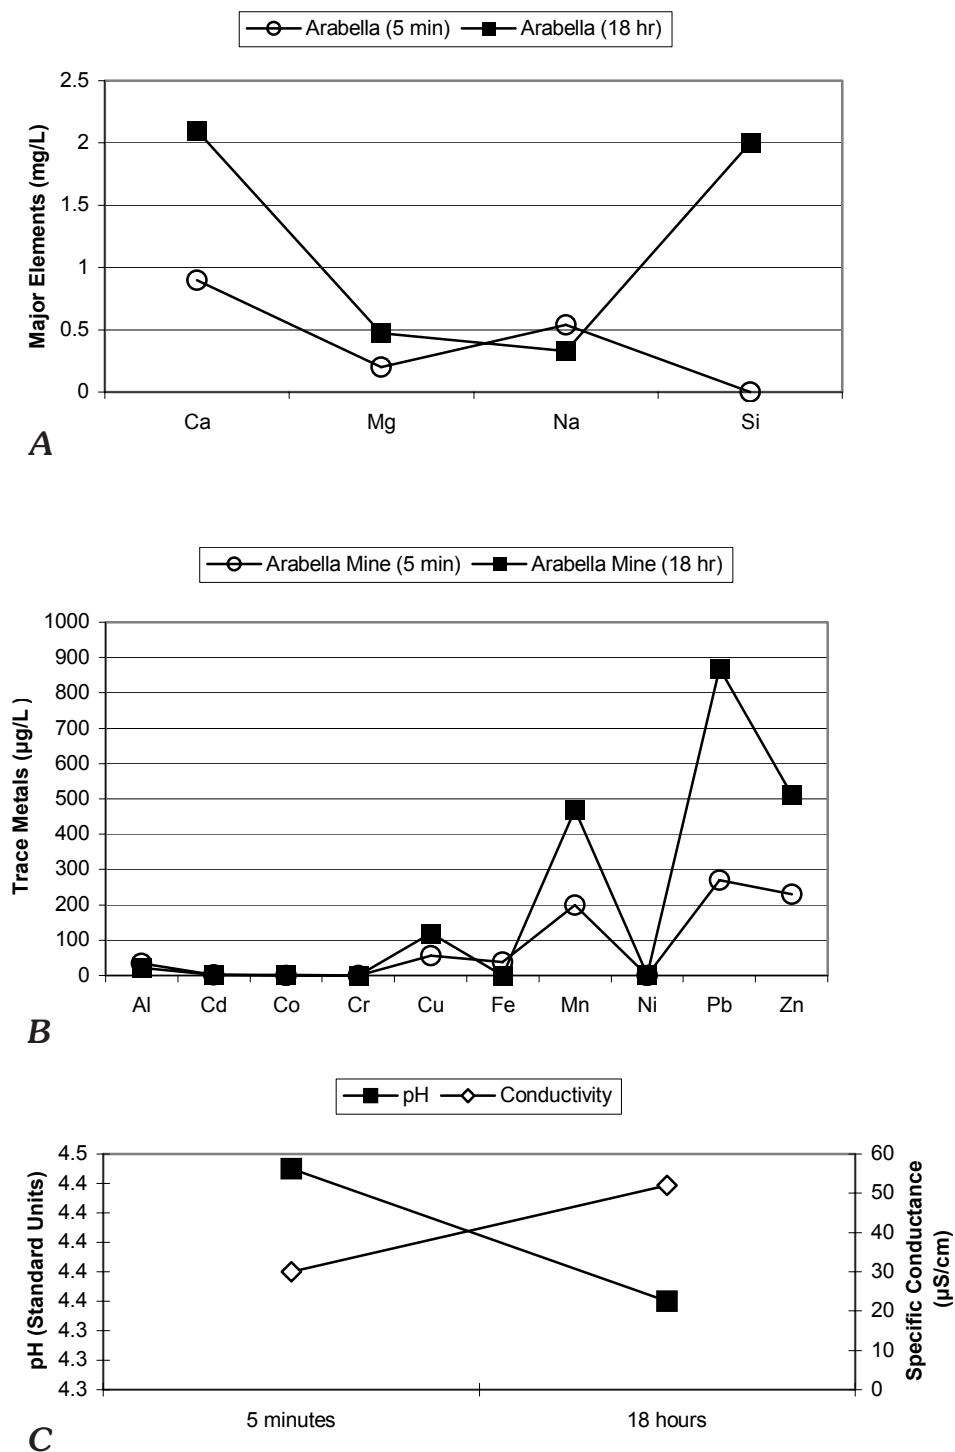 Arabella (5 min) Arabella (18 hr)
2.5
2
1.5
1
0.5
0
Major Elements (mg/L)
Ca Mg Na Si
A
Arabella Mine (5 min) Arabella Mine (18 hr)
1000
900
800
700
600
500
400
300
200
100
0
Trace Metals (µg/L )
Al Cd Co Cr Cu Fe Mn Ni Pb Zn
B
pH Conductivity
4.5
4.4
4.4
4.4
4.4
4.4
4.3
4.3
4.3
pH (Standard Units)
60
50
40
30
20
10
0
Specific Conductance
(µS/cm)
5 minutes 18 hours
C